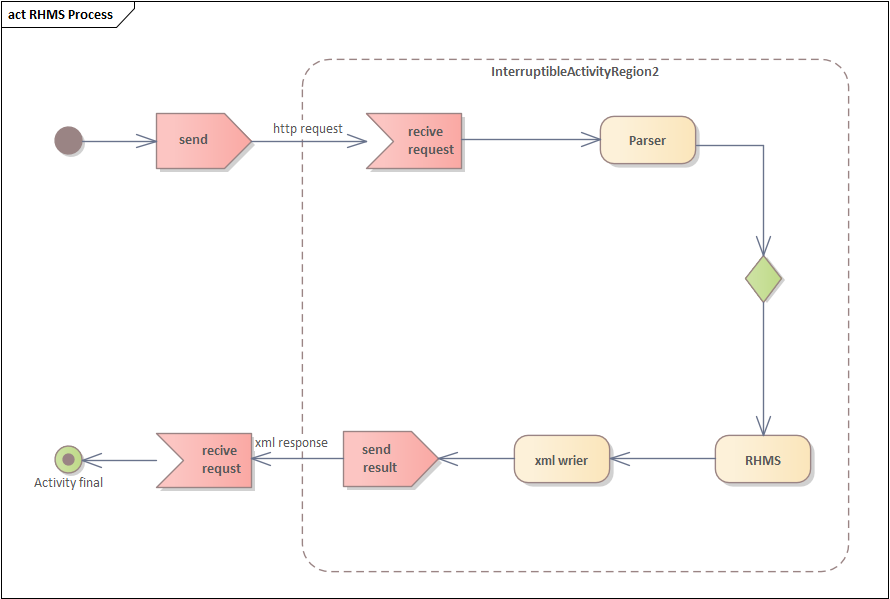 act RHMS Process
InterruptibleActivityRegion2
send
http request
recive
request
Parser
recive
requst
xml response
send
result
xml wrier
RHMS
Activity final